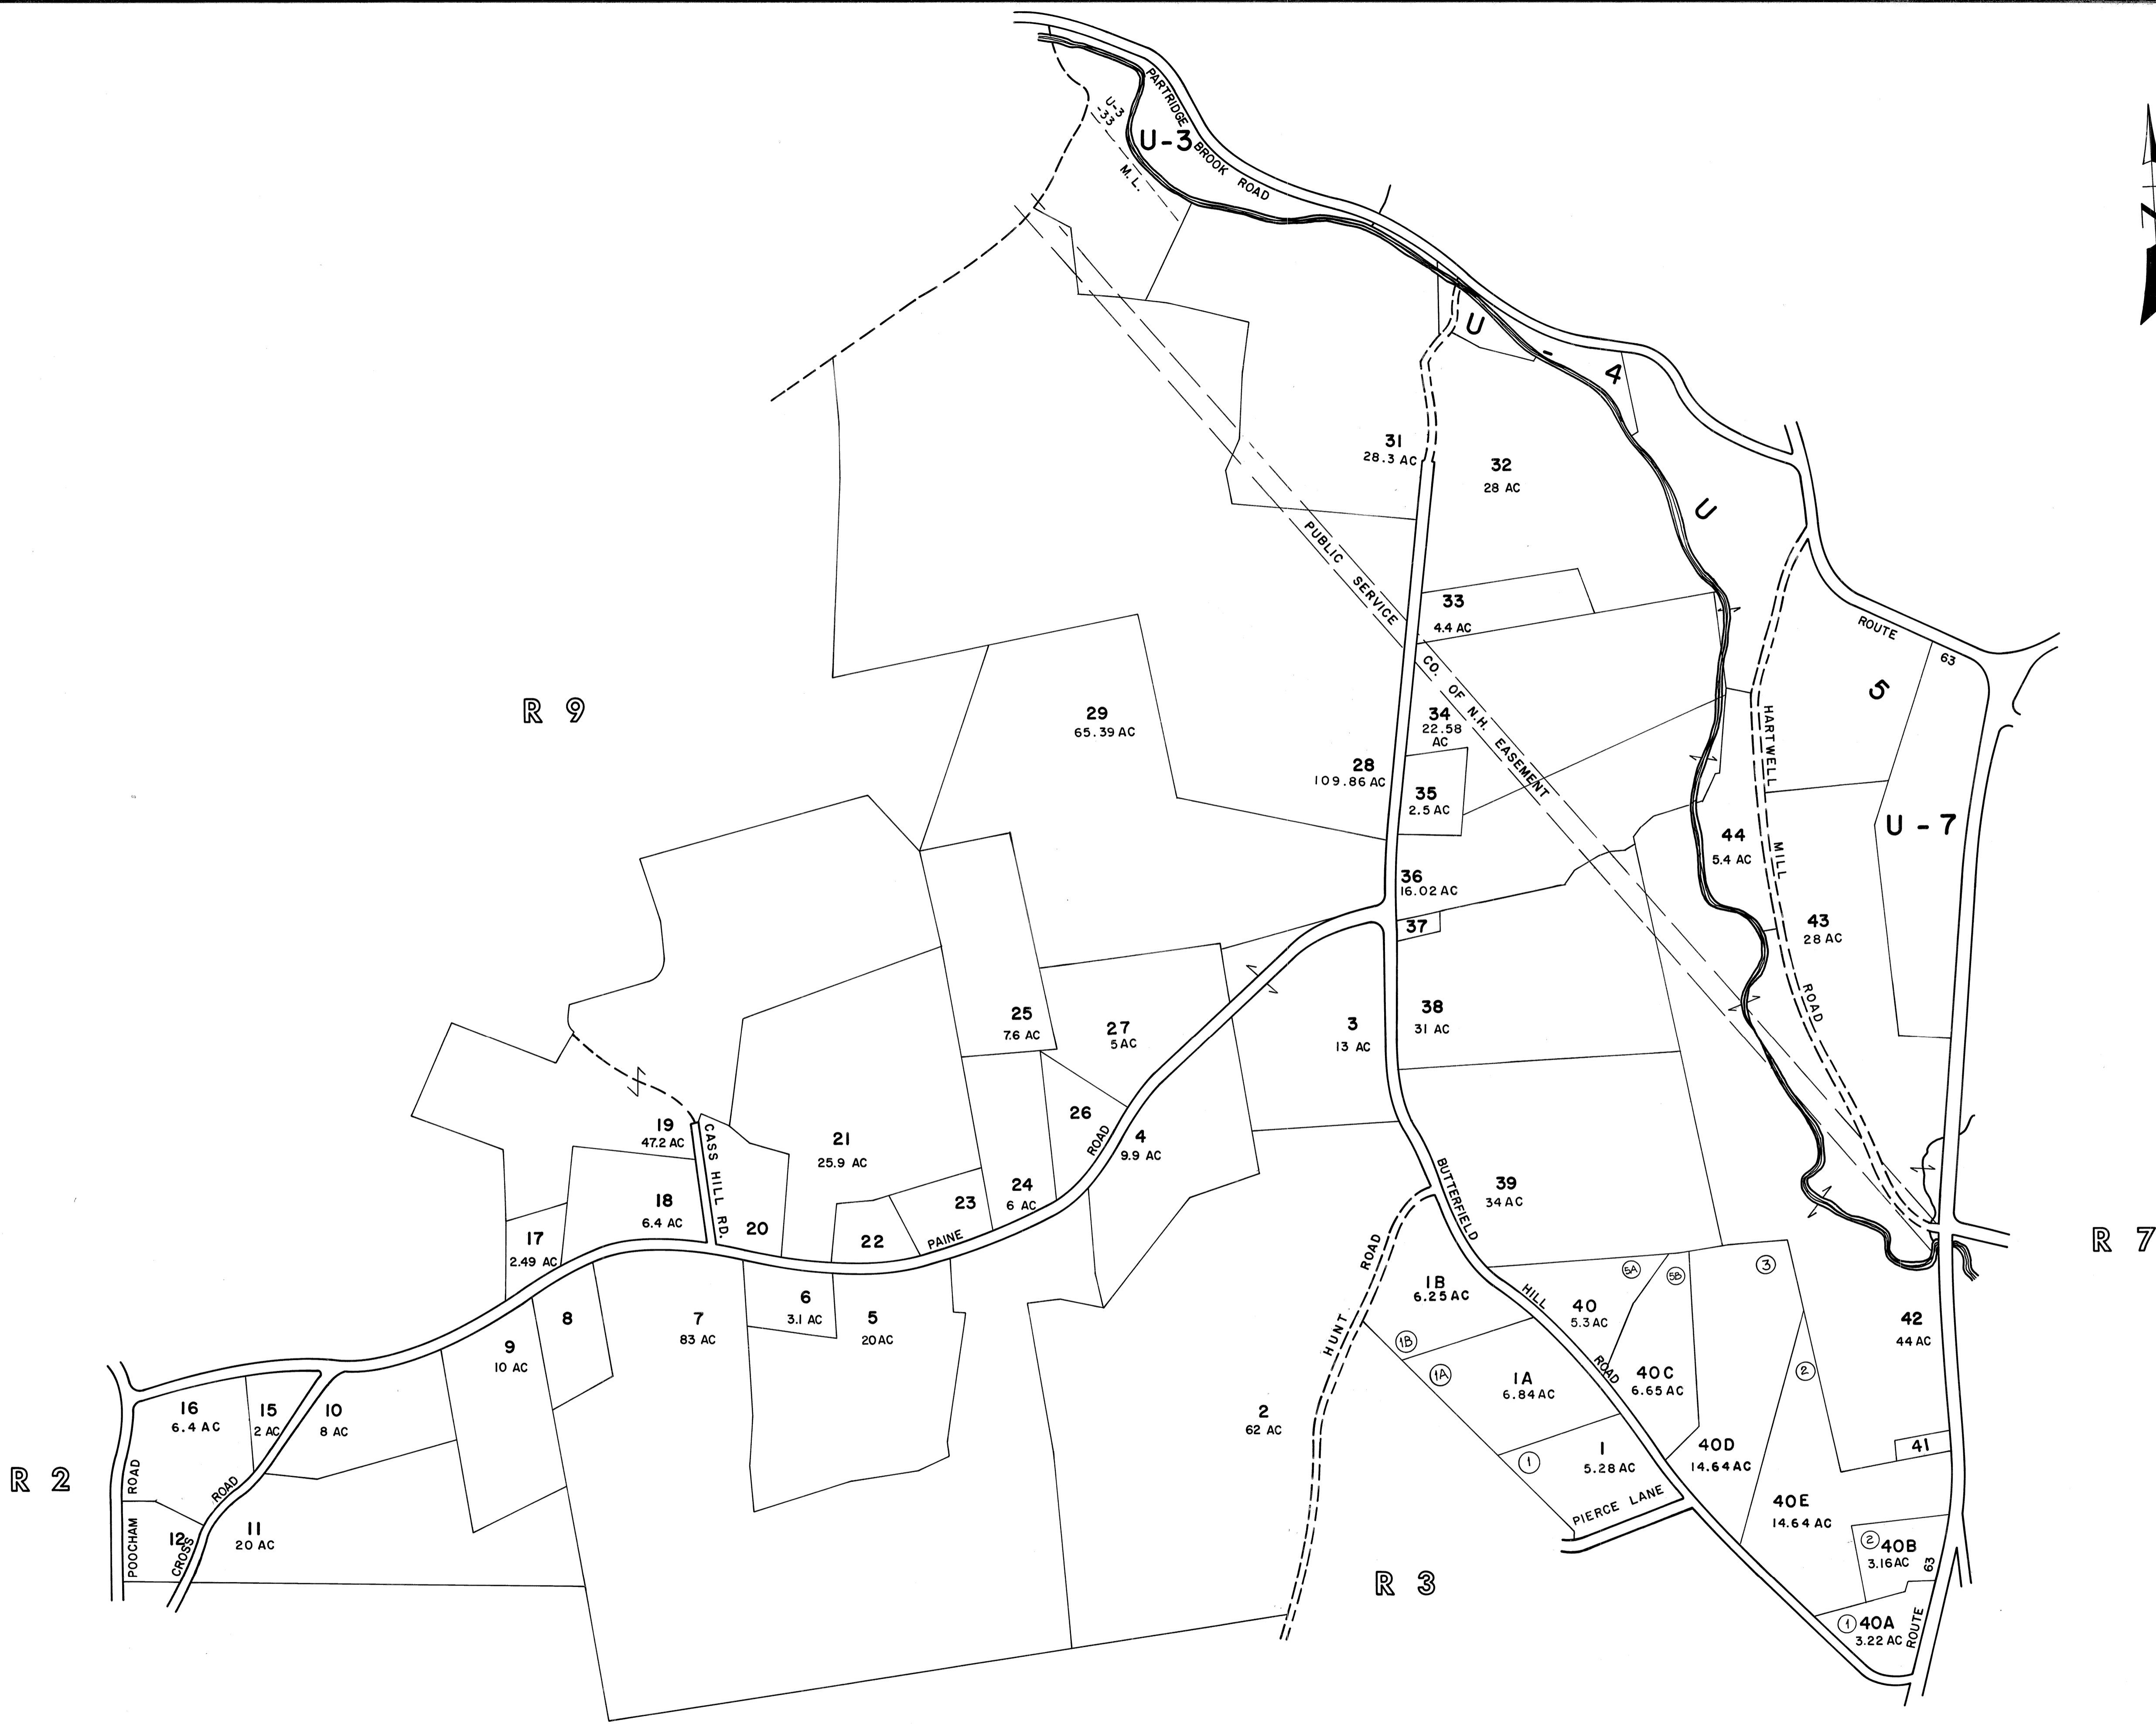 PARTRIDGE BROOK ROAD
U-3
-33
M.L.
U-3
U - 4
31
28.3 AC
32
28 AC
U
5
ROUTE
63
PUBLIC SERVICE CO. OF N.H. EASEMENT
33
4.4 AC
R 9
29
65.39 AC
34
22.58
AC
28
109.86 AC
35
2.5 AC
HARTWELL MILL ROAD
U - 7
44
5.4 AC
36
16.02 AC
37
43
28 AC
25
7.6 AC
27
5 AC
3
13 AC
38
31 AC
19
47.2 AC
CASS HILL RD.
21
25.9 AC
26
ROAD
4
9.9 AC
18
6.4 AC
20
23
24
6 AC
39
34 AC
17
2.49 AC
22
PAINE
BUTTERFIELD
HILL
ROAD
HUNT ROAD
R 7
1B
6.25 AC
5A
5B
3
8
7
83 AC
6
3.1 AC
5
20 AC
40
5.3 AC
42
44 AC
9
10 AC
1B
1A
1A
6.84 AC
40C
6.65 AC
2
16
6.4 AC
15
2 AC
10
8 AC
2
62 AC
41
R 2
POOCHAM ROAD
CROSS ROAD
12
11
20 AC
1
1
5.28 AC
PIERCE LANE
40D
14.64 AC
40E
14.64 AC
R 3
2
40B
3.16 AC
63
ROUTE
1
40A
3.22 AC